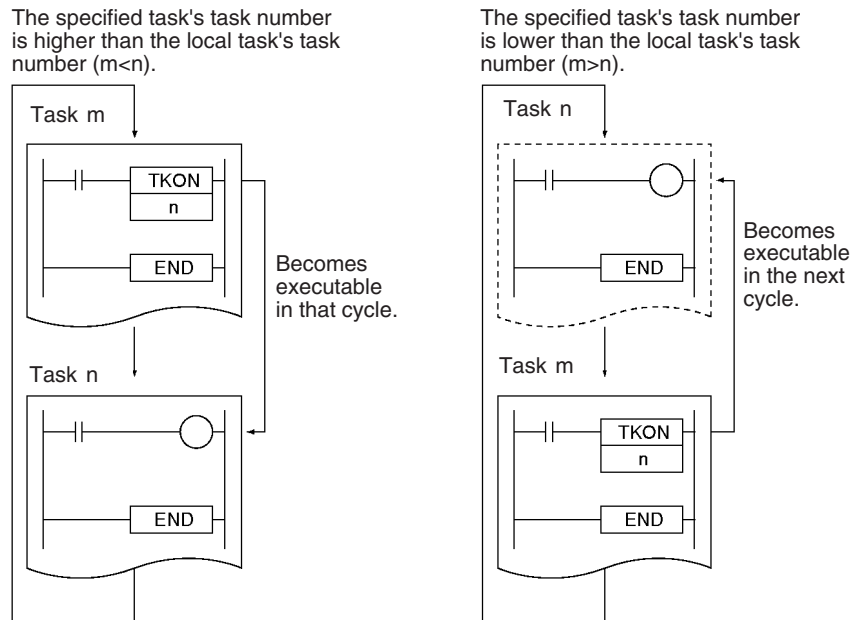 The specified task's task number
is higher than the local task's task
number (m<n).
Task m
TKON
n
END
Becomes
executable
in that cycle.
Task n
END
The specified task's task number
is lower than the local task's task
number (m>n).
Task n
END
Becomes
executable
in the next
cycle.
Task m
TKON
n
END